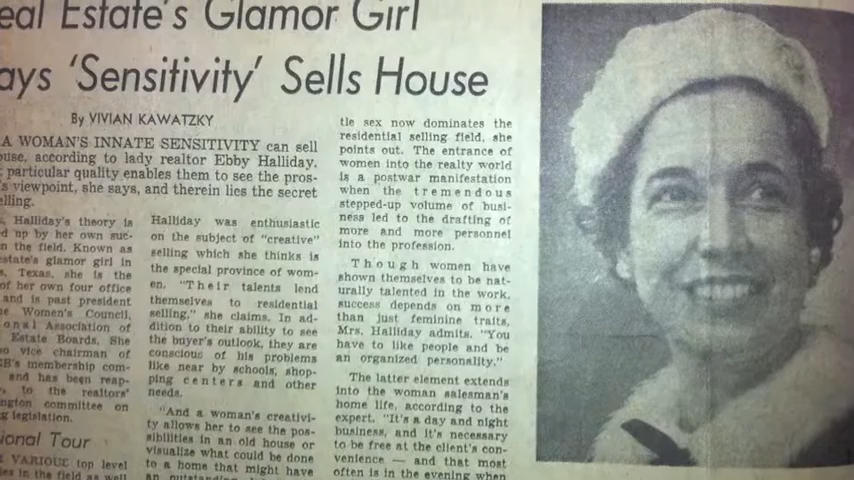 eal Estate's Glamor Girl
ays 'Sensitivity' Sells House
By VIVIAN KAWATZKY
A WOMAN'S INNATE SENSITIVITY can sell
ouse, according to lady realtor Ebby Halliday.
particular quality enables them to see the pros-
's viewpoint, she says, and therein lies the secret
elling.
Halliday's theory is
ed up by her own suc-
n the field. Known as
estate's glamor girl in
s, Texas, she is the
of her own four office
and is past president
e Women's Council,
onal Association of
Estate Boards. She
o vice chairman of
B's membership com-
and has been reap-
to the realtors'
ngton committee on
g legislation.
ional Tour
VARIOUS top level
ies in the field as well
Halliday was enthusiastic
on the subject of "creative"
selling which she thinks is
the special province of wom-
en. "Their talents lend
themselves to residential
selling," she claims. In ad-
dition to their ability to see
the buyer's outlook, they are
conscious of his problems
like near by schools, shop-
ping centers and other
needs.
"And a woman's creativi-
ty allows her to see the pos-
sibilities in an old house or
visualize what could be done
to a home that might have
an outstanding
tle sex now dominates the
residential selling field, she
points out. The entrance of
women into the realty world
is a postwar manifestation
when the tremendous
stepped-up volume of busi-
ness led to the drafting of
more and more personnel
into the profession.
Though women have
shown themselves to be nat-
urally talented in the work,
success depends on more
than just feminine traits,
Mrs. Halliday admits. "You
have to like people and be
an organized personality."
The latter element extends
into the woman salesman's
home life, according to the
expert. "It's a day and night
business, and it's necessary
to be free at the client's con-
venience — and that most
often is in the evening when